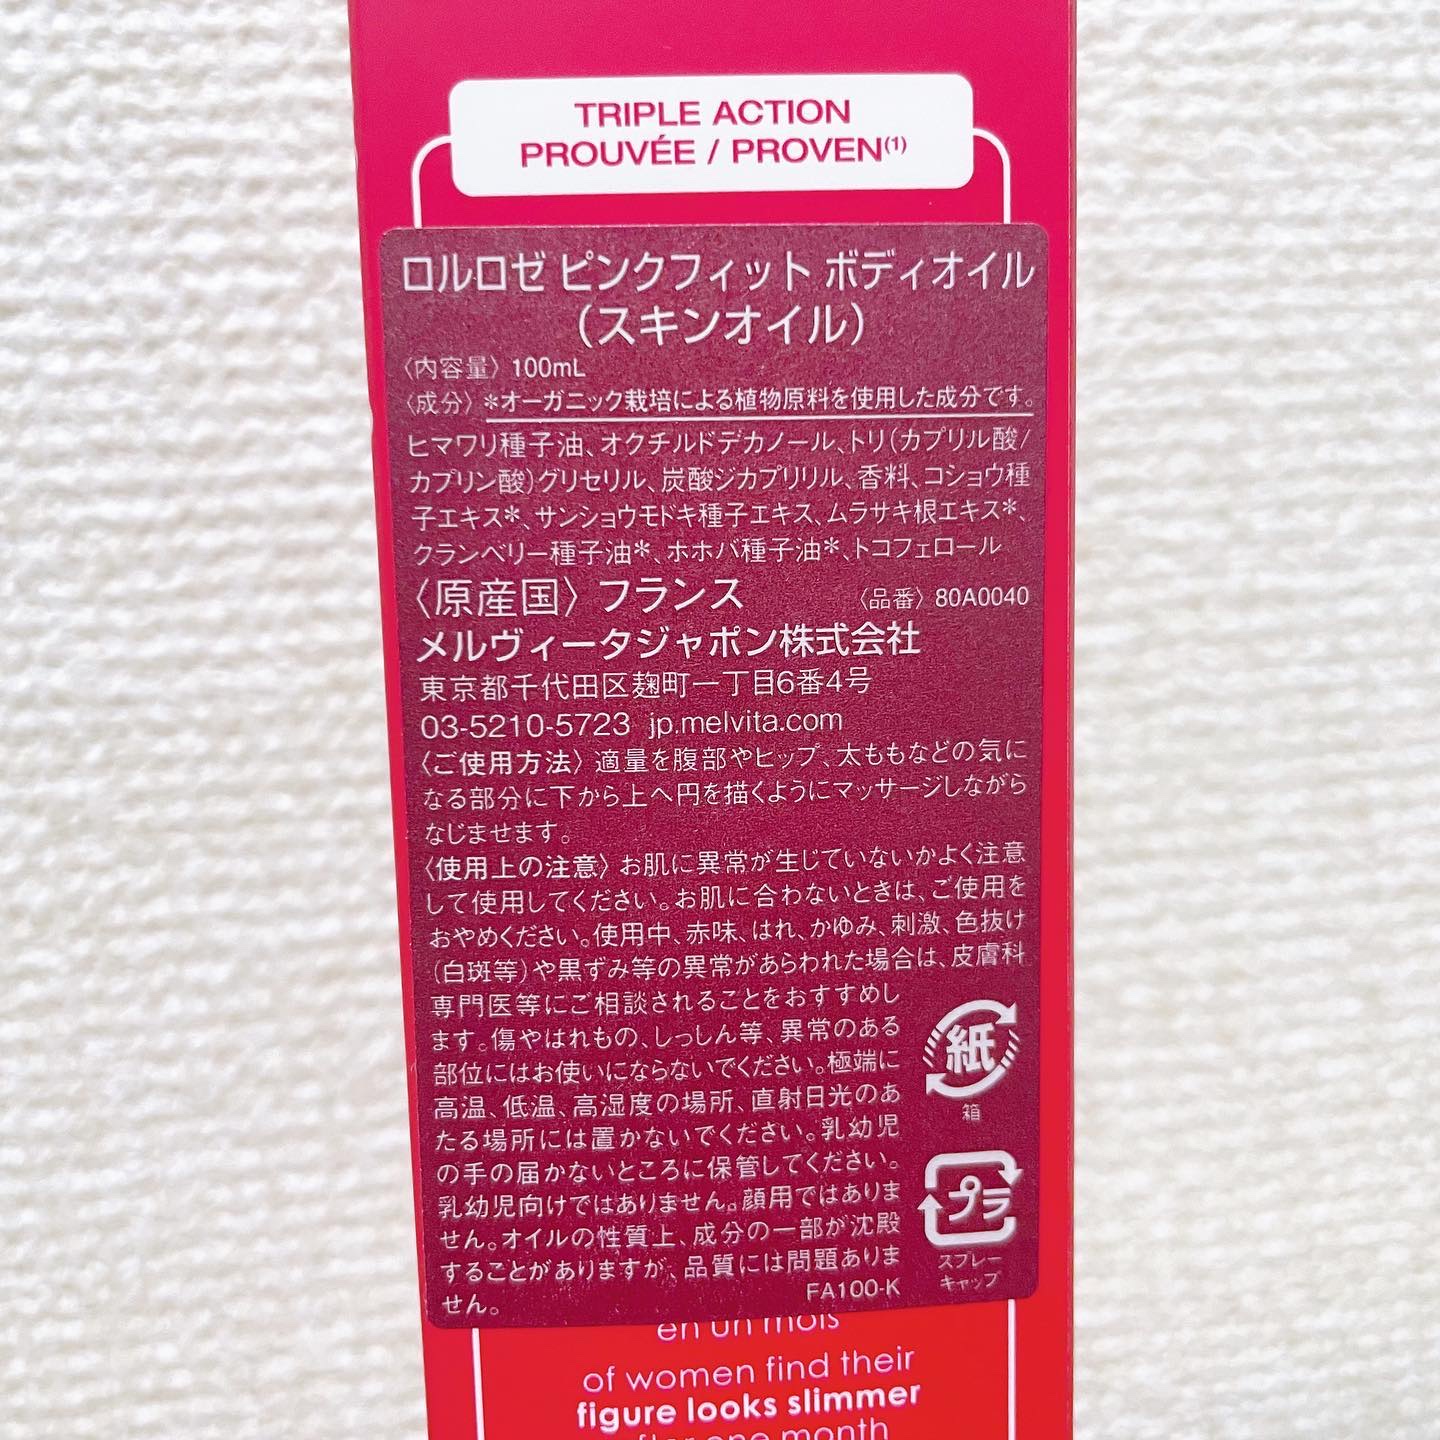 TRIPLE ACTION
PROUVÉE / PROVEN(1)
ロルロゼ ピンクフィット ボディオイル
(スキンオイル)
〈内容量〉 100mL
〈成分〉 *オーガニック栽培による植物原料を使用した成分です。
ヒマワリ種子油、オクチルドデカノール、トリ(カプリル酸/
カプリン酸)グリセリル、炭酸ジカプリリル、香料、コショウ種
子エキス*、サンショウモドキ種子エキス、ムラサキ根エキス*、
クランベリー種子油*、ホホバ種子油*、トコフェロール
〈原産国〉 フランス 〈品番〉 80A0040
メルヴィータジャポン株式会社
東京都千代田区麹町一丁目6番4号
03-5210-5723 jp.melvita.com
〈ご使用方法〉 適量を腹部やヒップ、太ももなどの気に
なる部分に下から上へ円を描くようにマッサージしながら
なじませます。
〈使用上の注意〉 お肌に異常が生じていないかよく注意
して使用してください。お肌に合わないときは、ご使用を
おやめください。使用中、赤味、はれ、かゆみ、刺激、色抜け
(白斑等)や黒ずみ等の異常があらわれた場合は、皮膚科
専門医等にご相談されることをおすすめし
ます。傷やはれもの、しっしん等、異常のある
部位にはお使いにならないでください。極端に
高温、低温、高湿度の場所、直射日光のあ
たる場所には置かないでください。乳幼児
の手の届かないところに保管してください。
乳幼児向けではありません。顔用ではありま
せん。オイルの性質上、成分の一部が沈殿
することがありますが、品質には問題ありま
せん。
FA100-K
紙
箱
プラ
スプレー
キャップ
en un mois
of women find their
figure looks slimmer
after one month